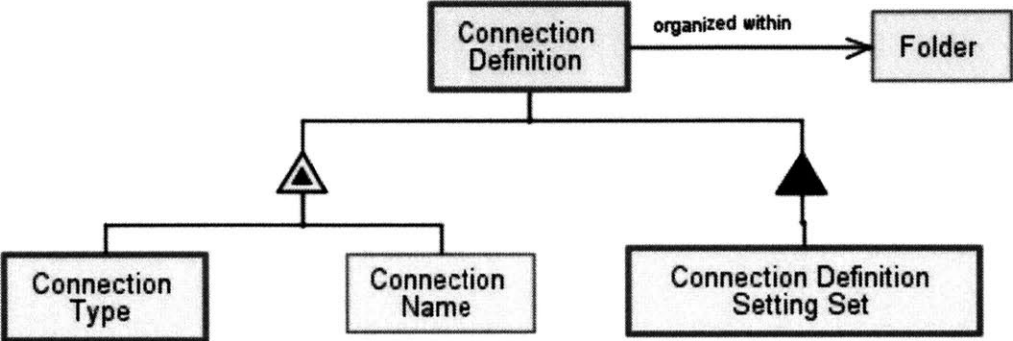 Connection
Definition
organized within
Folder
Connection
Type
Connection
Name
Connection Definition
Setting Set